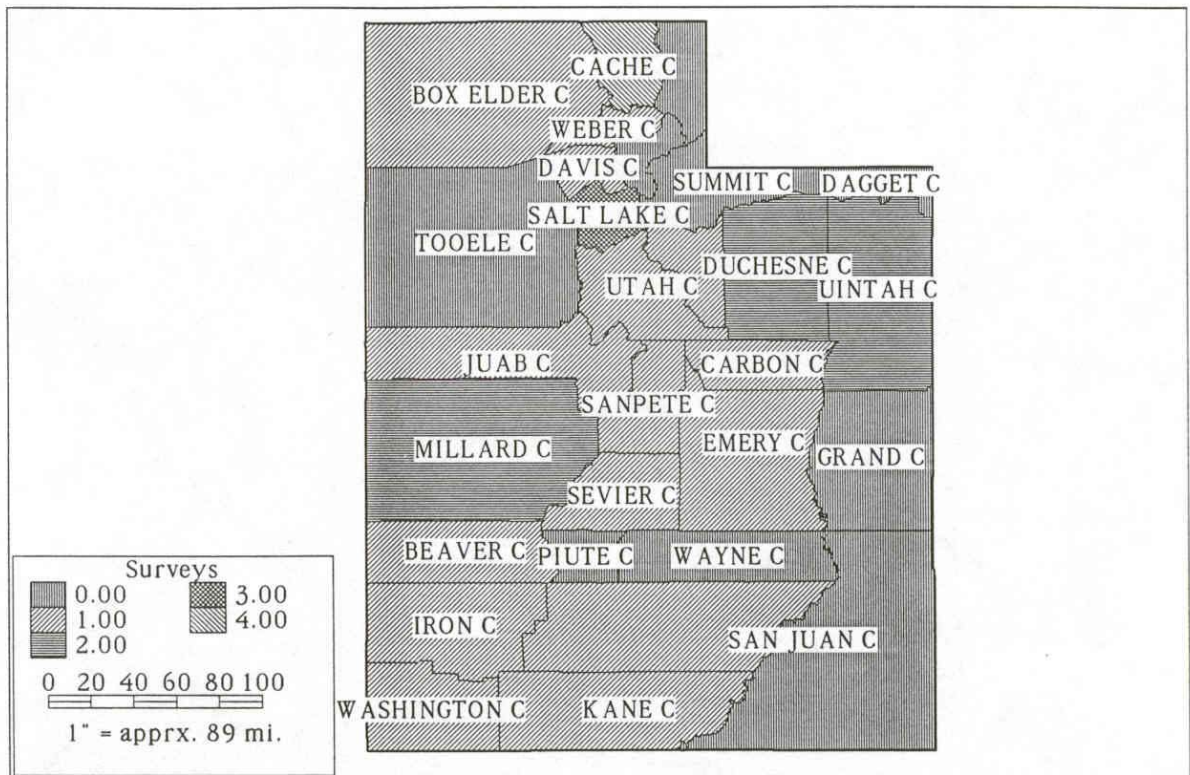 CACHE C
BOX ELDER C
WEBER C
DAVIS C
SUMMIT C
DAGGET C
SALT LAKE C
TOOELE C
DUCHESNE C
UTAH C
UINTAH C
JUAB C
CARBON C
SANPETE C
MILLARD C
EMERY C
GRAND C
SEVIER C
BEAVER C
PIUTE C
WAYNE C
IRON C
SAN JUAN C
WASHINGTON C
KANE C
Surveys
0.00
1.00
2.00
3.00
4.00
0 20 40 60 80 100
1" = apprx. 89 mi.